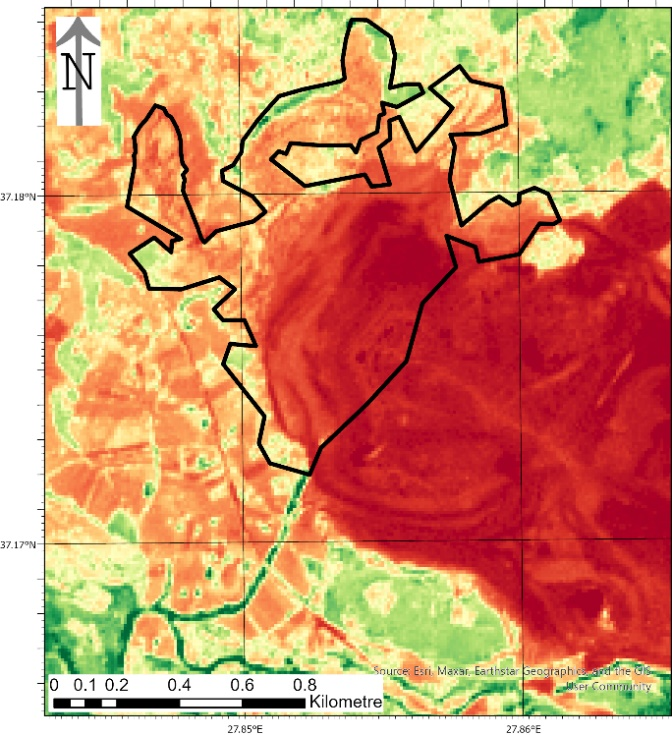 N
37.18°N
37.17°N
Source: Esri, Maxar, Earthstar Geographics, and the GIS
User Community
0 0.1 0.2 0.4 0.6 0.8
Kilometre
27.85°E 27.86°E